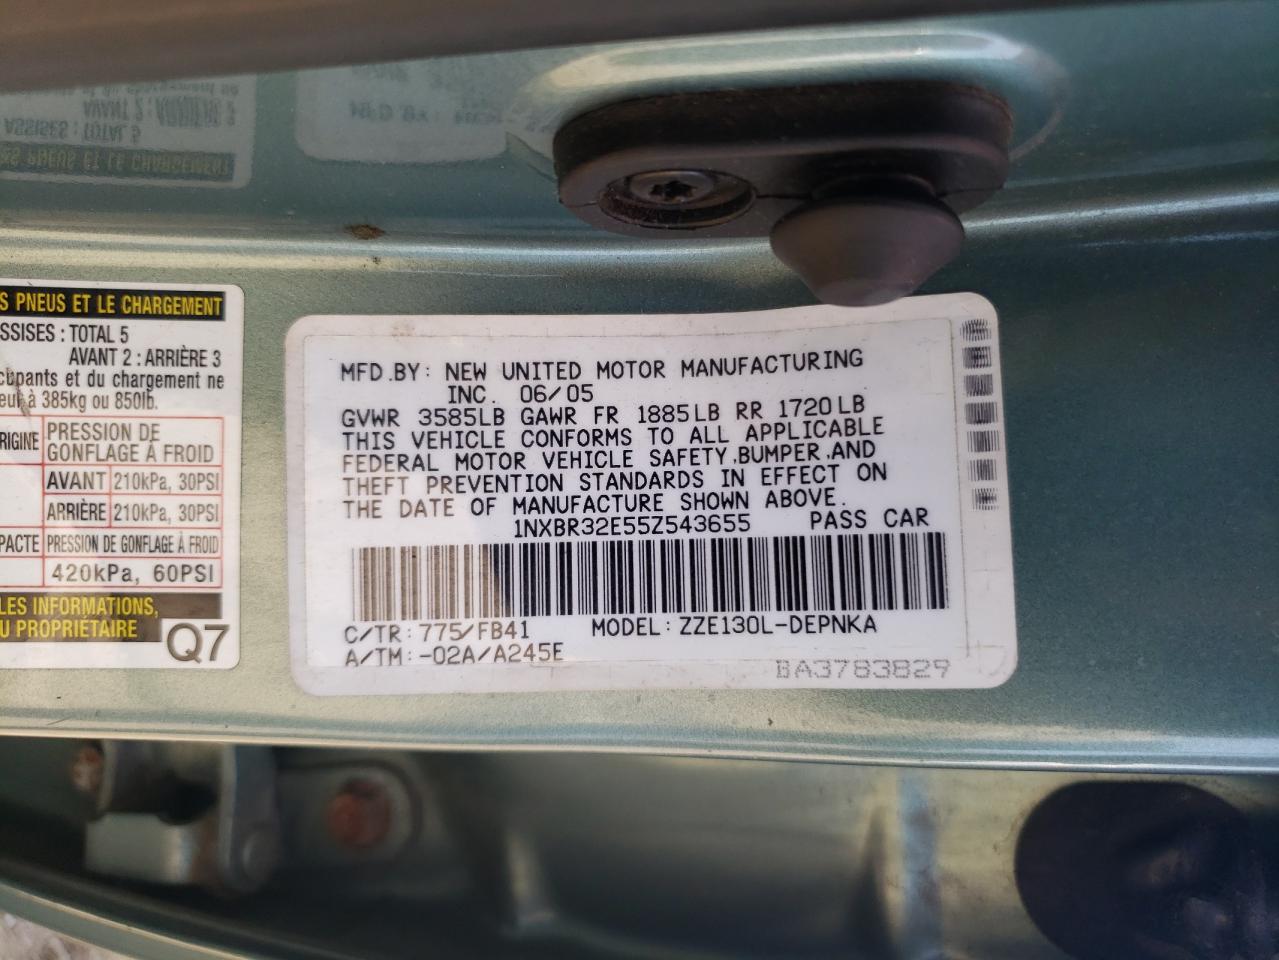 S PNEUS ET LE CHARGEMENT
SSISES : TOTAL 5
AVANT 2 : ARRIÈRE 3
cupants et du chargement ne
à 385kg ou 850lb.
RIGINE PRESSION DE
GONFLAGE À FROID
AVANT 210kPa, 30PSI
ARRIÈRE 210kPa, 30PSI
PACTE PRESSION DE GONFLAGE À FROID
420kPa, 60PSI
LES INFORMATIONS,
U PROPRIÉTAIRE
Q7
MFD.BY: NEW UNITED MOTOR MANUFACTURING
INC. 06/05
GVWR 3585LB GAWR FR 1885LB RR 1720LB
THIS VEHICLE CONFORMS TO ALL APPLICABLE
FEDERAL MOTOR VEHICLE SAFETY,BUMPER,AND
THEFT PREVENTION STANDARDS IN EFFECT ON
THE DATE OF MANUFACTURE SHOWN ABOVE.
1NXBR32E55Z543655 PASS CAR
C/TR: 775/FB41 MODEL: ZZE130L-DEPNKA
A/TM: -02A/A245E
BA3783829